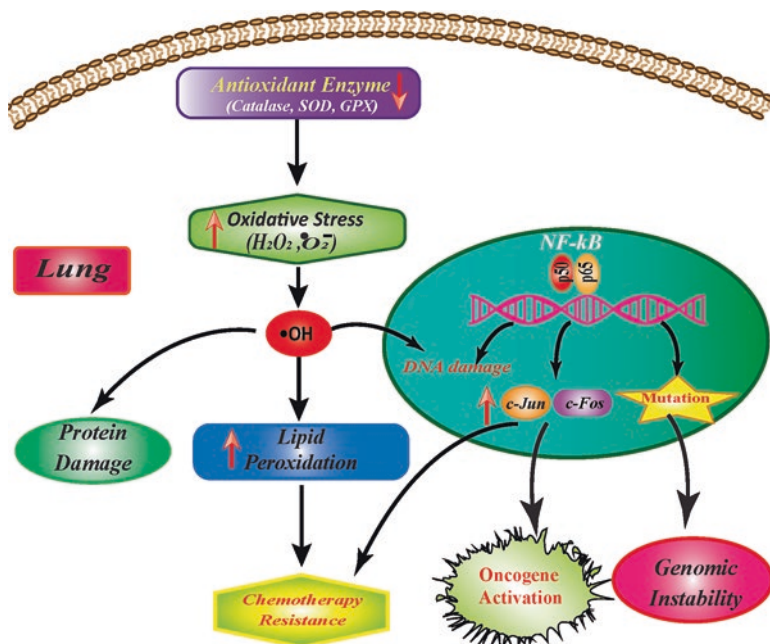 Antioxidant Enzyme
(Catalase, SOD, GPX)
Oxidative Stress
(H₂O₂ ,•O₂⁻)
Lung
NF-kB
p50
p65
•OH
DNA damage
c-Jun
c-Fos
Mutation
Protein
Damage
Lipid
Peroxidation
Oncogene
Activation
Genomic
Instability
Chemotherapy
Resistance